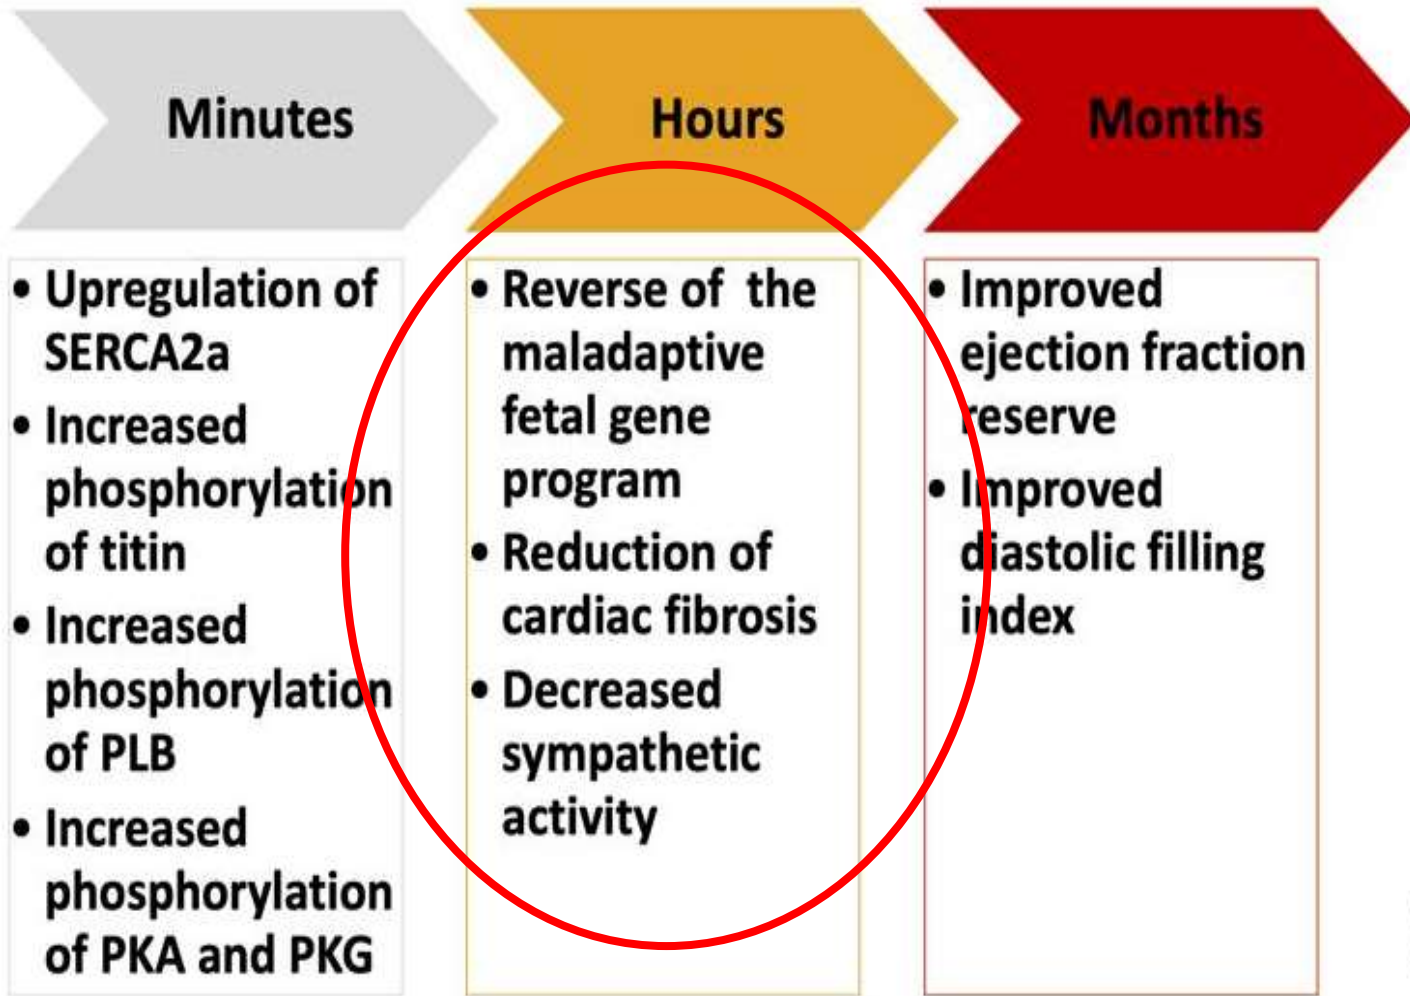 Minutes
• Upregulation of
SERCA2a
• Increased
phosphorylation
of titin
• Increased
phosphorylation
of PLB
• Increased
phosphorylation
of PKA and PKG
Hours
• Reverse of the
maladaptive
fetal gene
program
• Reduction of
cardiac fibrosis
• Decreased
sympathetic
activity
Months
• Improved
ejection fraction
reserve
• Improved
diastolic filling
index